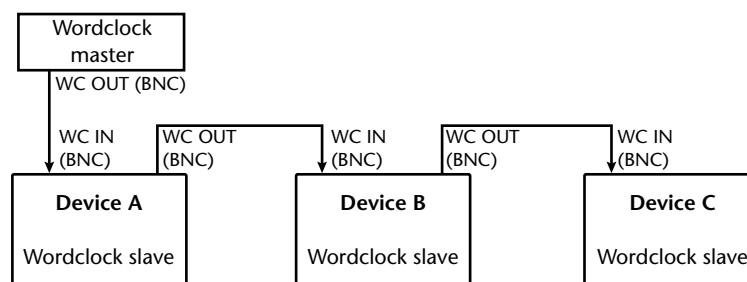 Wordclock
master
WC OUT (BNC)
WC IN
(BNC)
WC OUT
(BNC)
WC IN
(BNC)
WC OUT
(BNC)
WC IN
(BNC)
Device A
Wordclock slave
Device B
Wordclock slave
Device C
Wordclock slave